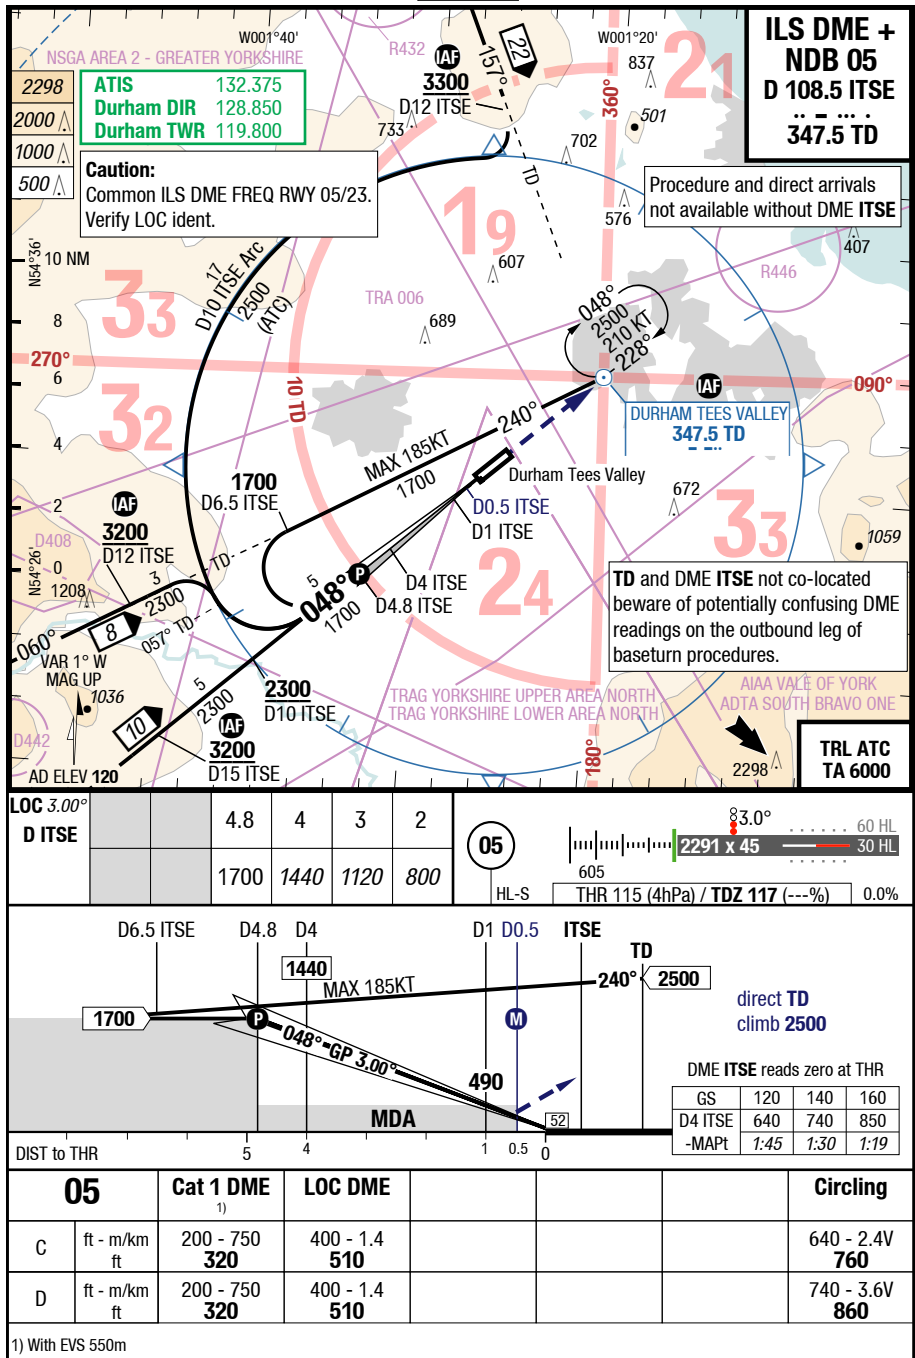 ILS DME +
NDB 05
D 108.5 ITSE
.. - ... .
347.5 TD
W001°40'
W001°20'
NSGA AREA 2 - GREATER YORKSHIRE
R432
2298
2000
1000
500
ATIS 132.375
Durham DIR 128.850
Durham TWR 119.800
Caution:
Common ILS DME FREQ RWY 05/23.
Verify LOC ident.
IAF
3300
D12 ITSE
157°
22
TD
360°
21
837
501
733
702
576
Procedure and direct arrivals
not available without DME ITSE
407
R446
N54°36'
10 NM
8
6
4
2
0
N54°26'
17
D10 ITSE Arc
2500
(ATC)
19
607
TRA 006
689
33
048°
2500
210 KT
228°
270°
090°
IAF
DURHAM TEES VALLEY
347.5 TD
- -..
32
10 TD
240°
MAX 185KT
1700
Durham Tees Valley
1700
D6.5 ITSE
D0.5 ITSE
D1 ITSE
672
33
1059
IAF
3200
D12 ITSE
D408
1208
3
2300
TD
057° TD
8
060°
5
048°
1700
P
D4 ITSE
D4.8 ITSE
24
TD and DME ITSE not co-located
beware of potentially confusing DME
readings on the outbound leg of
baseturn procedures.
VAR 1° W
MAG UP
1036
D442
5
2300
10
2300
D10 ITSE
IAF
3200
D15 ITSE
AD ELEV 120
TRAG YORKSHIRE UPPER AREA NORTH
TRAG YORKSHIRE LOWER AREA NORTH
180°
AIAA VALE OF YORK
ADTA SOUTH BRAVO ONE
2298
TRL ATC
TA 6000
LOC 3.00°
D ITSE
4.8 4 3 2
1700 1440 1120 800
05
HL-S
605
3.0°
2291 x 45
60 HL
30 HL
THR 115 (4hPa) / TDZ 117 (---%)
0.0%
D6.5 ITSE D4.8 D4 D1 D0.5 ITSE
TD
1440
MAX 185KT
240°
2500
1700
P
048°
GP 3.00°
M
direct TD
climb 2500
490
MDA
52
DIST to THR 5 4 1 0.5 0
DME ITSE reads zero at THR
GS 120 140 160
D4 ITSE 640 740 850
-MAPt 1:45 1:30 1:19
05 Cat 1 DME LOC DME Circling
1)
C ft - m/km 200 - 750 400 - 1.4 640 - 2.4V
ft 320 510 760
D ft - m/km 200 - 750 400 - 1.4 740 - 3.6V
ft 320 510 860
1) With EVS 550m